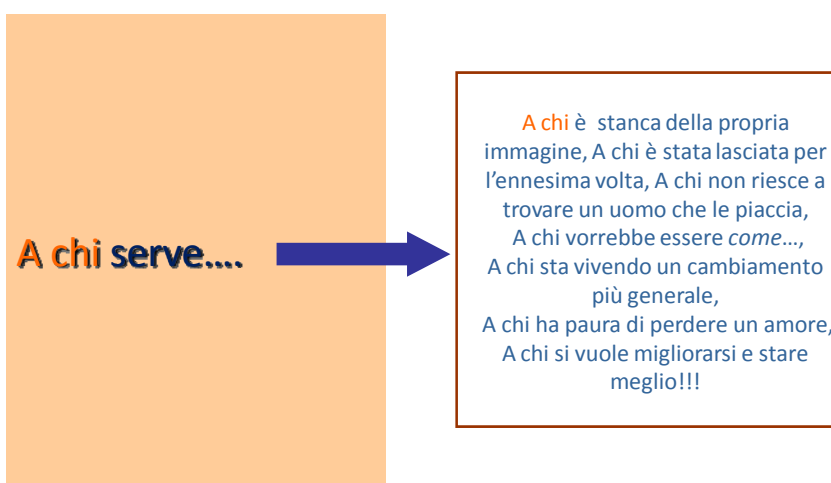 A chi serve....
A chi è stanca della propria
immagine, A chi è stata lasciata per
l'ennesima volta, A chi non riesce a
trovare un uomo che le piaccia,
A chi vorrebbe essere come…,
A chi sta vivendo un cambiamento
più generale,
A chi ha paura di perdere un amore,
A chi si vuole migliorarsi e stare
meglio!!!